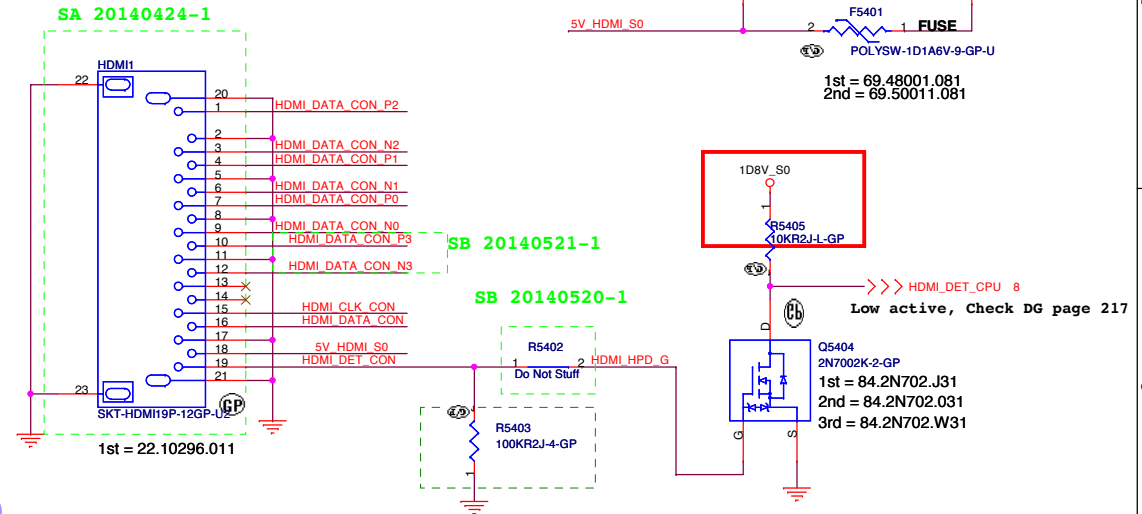 SA 20140424-1
HDMI1
22
20
1
HDMI_DATA_CON_P2
2
3
HDMI_DATA_CON_N2
4
HDMI_DATA_CON_P1
5
6
HDMI_DATA_CON_N1
7
HDMI_DATA_CON_P0
8
9
HDMI_DATA_CON_N0
10
HDMI_DATA_CON_P3
11
12
HDMI_DATA_CON_N3
13
14
15
HDMI_CLK_CON
16
HDMI_DATA_CON
17
18
5V_HDMI_S0
19
HDMI_DET_CON
21
23
SKT-HDMI19P-12GP-U2
GP
1st = 22.10296.011
SB 20140521-1
SB 20140520-1
R5402
1
2
Do Not Stuff
HDMI_HPD_G
R5403
100KR2J-4-GP
1
5V_HDMI_S0
F5401
2
1
FUSE
POLYSW-1D1A6V-9-GP-U
1st = 69.48001.081
2nd = 69.50011.081
1D8V_S0
1
R5405
10KR2J-L-GP
HDMI_DET_CPU 8
Low active, Check DG page 217
D
Q5404
2N7002K-2-GP
1st = 84.2N702.J31
2nd = 84.2N702.031
3rd = 84.2N702.W31
G
S